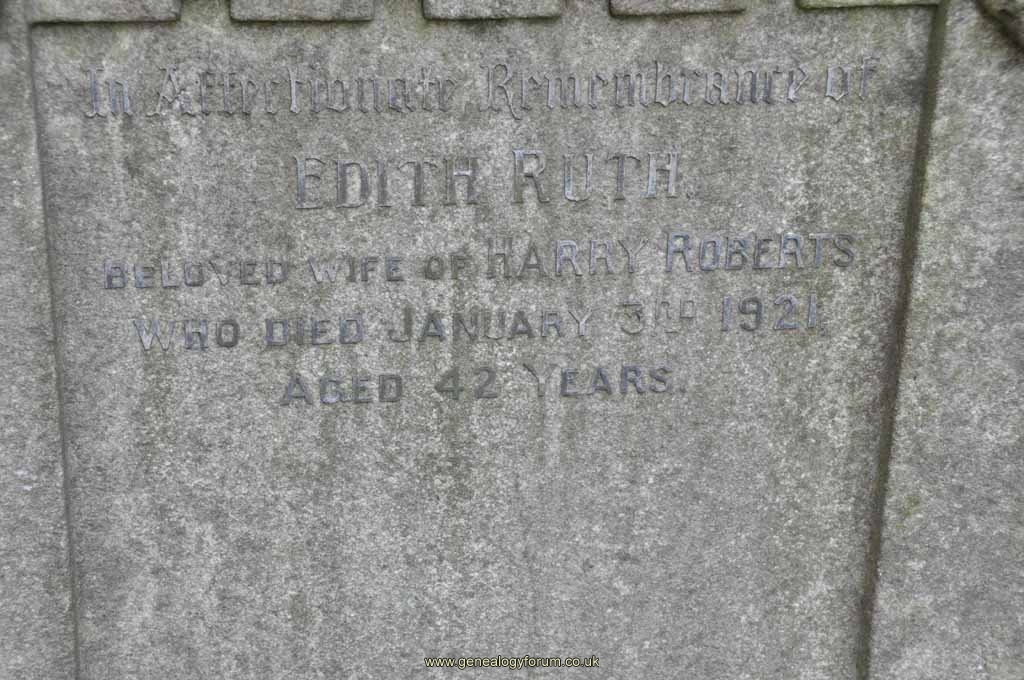 In Affectionate Remembrance of
EDITH RUTH.
BELOVED WIFE OF HARRY ROBERTS
WHO DIED JANUARY 3RD 1921
AGED 42 YEARS.
www.genealogyforum.co.uk